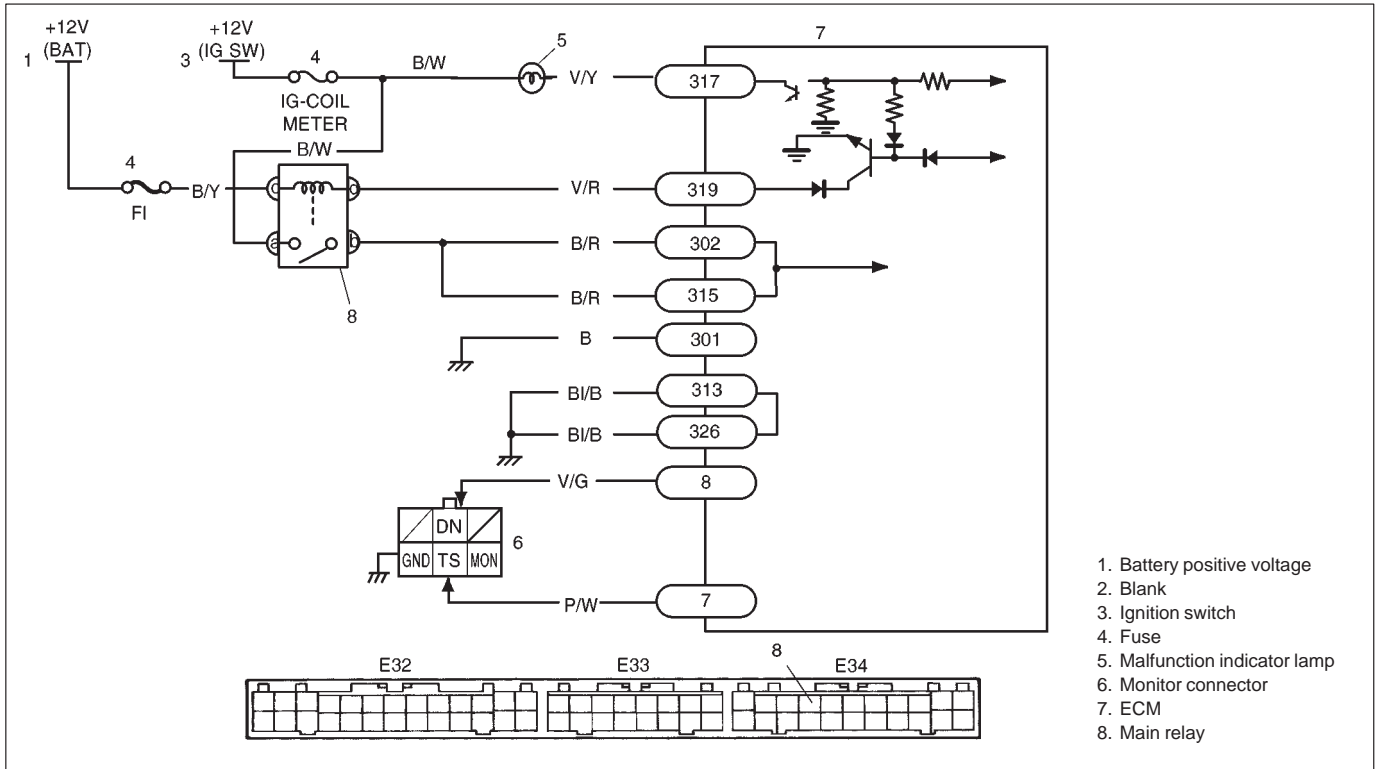 +12V
(BAT)
1
+12V
(IG SW)
3
4
IG-COIL
METER
B/W
5
V/Y
317
7
B/W
4
FI
B/Y
V/R
319
a
b
B/R
302
B/R
315
8
B
301
BI/B
313
BI/B
326
V/G
8
DN
GND TS MON
6
P/W
7
E32
E33
8
E34
1. Battery positive voltage
2. Blank
3. Ignition switch
4. Fuse
5. Malfunction indicator lamp
6. Monitor connector
7. ECM
8. Main relay